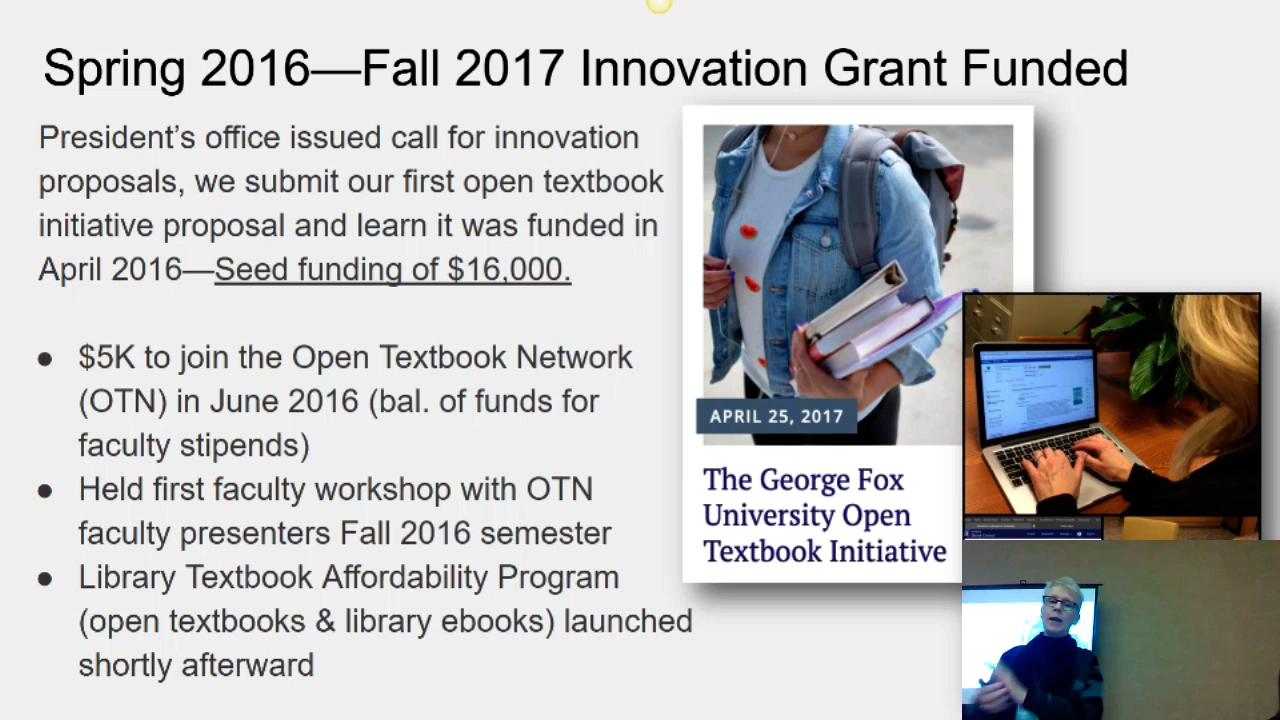 Spring 2016—Fall 2017 Innovation Grant Funded
President’s office issued call for innovation
proposals, we submit our first open textbook
initiative proposal and learn it was funded in
April 2016—Seed funding of $16,000.
● $5K to join the Open Textbook Network
(OTN) in June 2016 (bal. of funds for
faculty stipends)
● Held first faculty workshop with OTN
faculty presenters Fall 2016 semester
● Library Textbook Affordability Program
(open textbooks & library ebooks) launched
shortly afterward
APRIL 25, 2017
The George Fox
University Open
Textbook Initiative